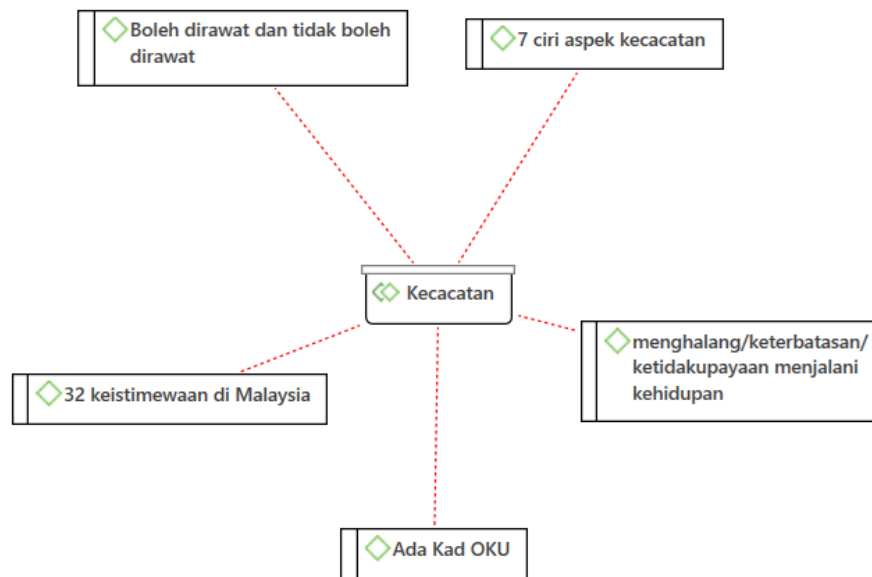 Boleh dirawat dan tidak boleh
dirawat
7 ciri aspek kecacatan
Kecacatan
menghalang/keterbatasan/
ketidakupayaan menjalani
kehidupan
32 keistimewaan di Malaysia
Ada Kad OKU